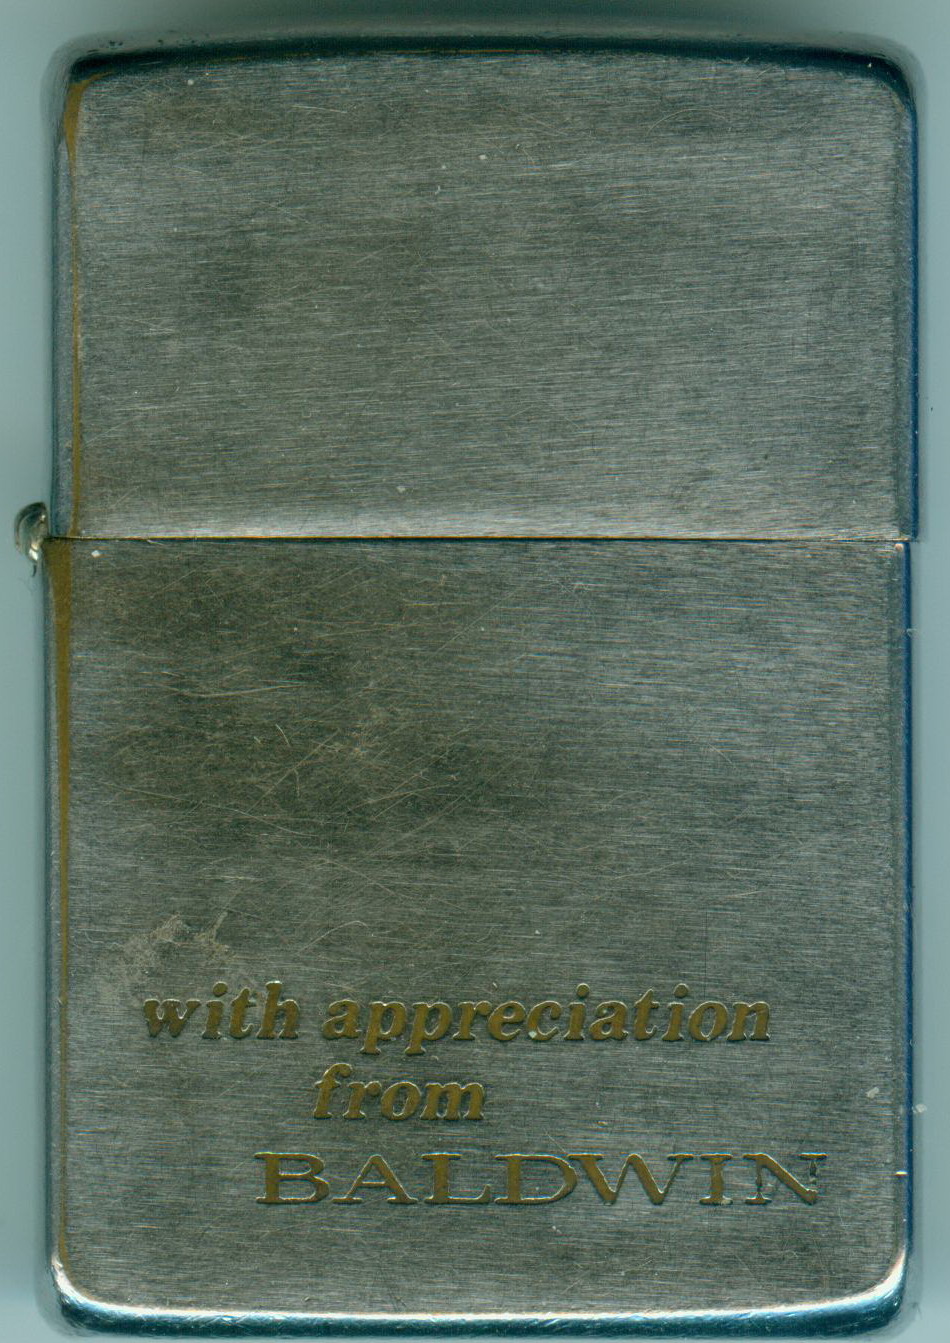 with appreciation
from
BALDWIN